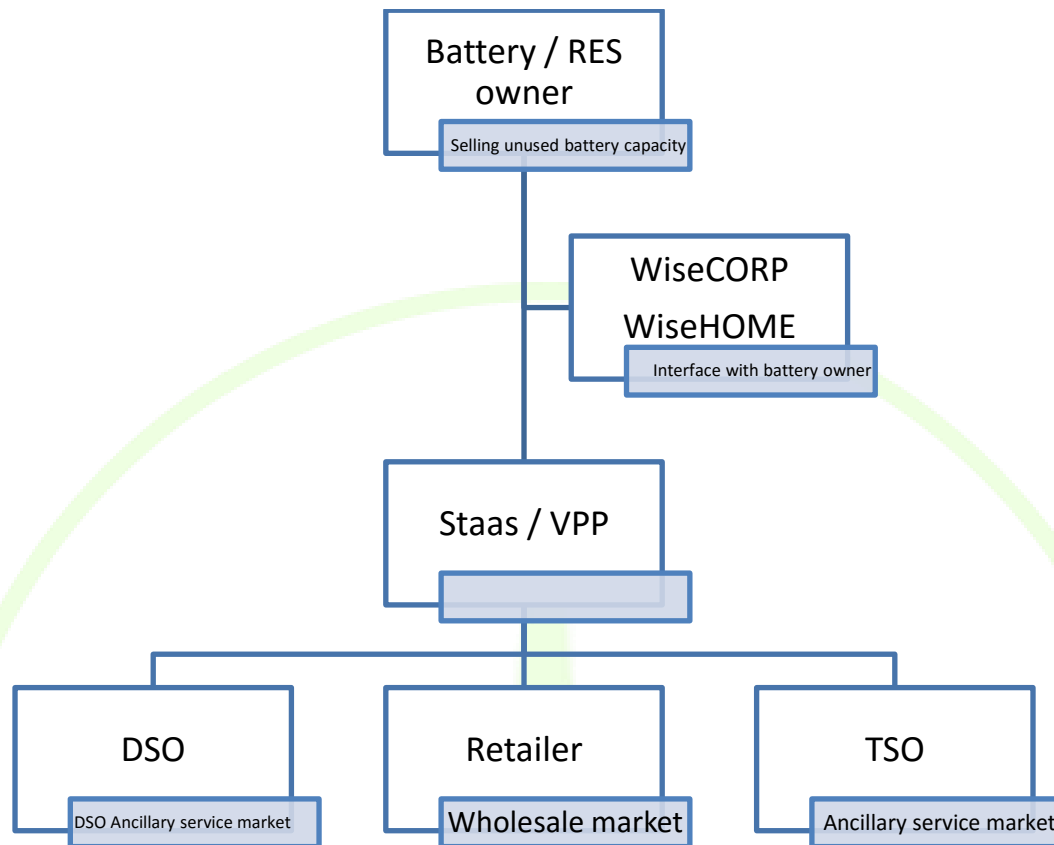 Battery / RES
owner
Selling unused battery capacity
WiseCORP
WiseHOME
Interface with battery owner
Staas / VPP
DSO
DSO Ancillary service market
Retailer
Wholesale market
TSO
Ancillary service market